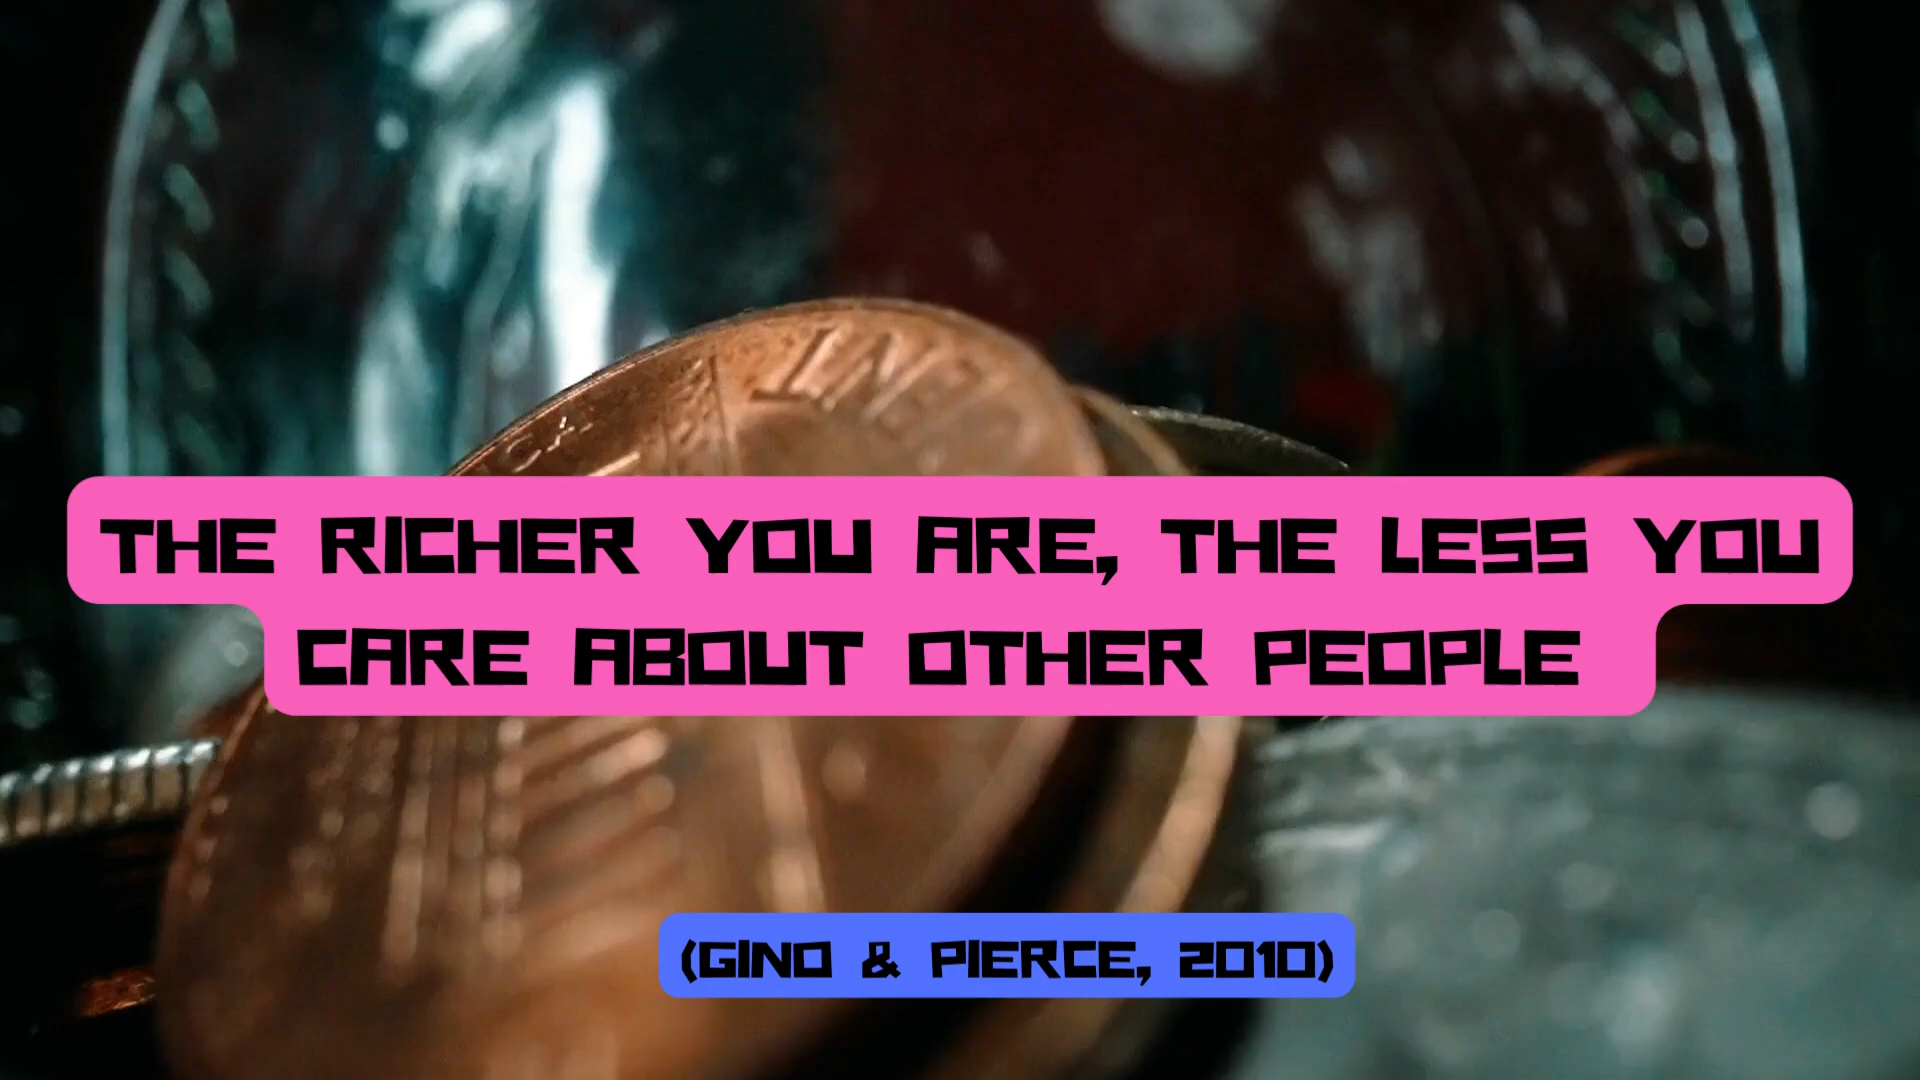 THE RICHER YOU ARE, THE LESS YOU
CARE ABOUT OTHER PEOPLE
(GINO & PIERCE, 2010)